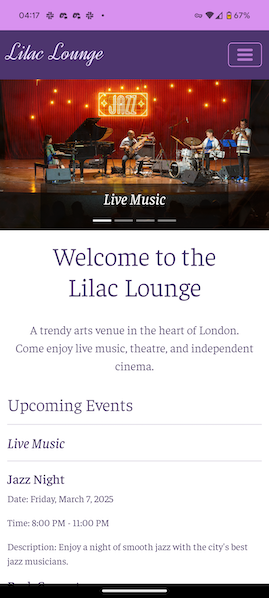 04:17
67%
Lilac Lounge
JAZZ
Live Music
Welcome to the
Lilac Lounge
A trendy arts venue in the heart of London.
Come enjoy live music, theatre, and independent
cinema.
Upcoming Events
Live Music
Jazz Night
Date: Friday, March 7, 2025
Time: 8:00 PM - 11:00 PM
Description: Enjoy a night of smooth jazz with the city's best
jazz musicians.